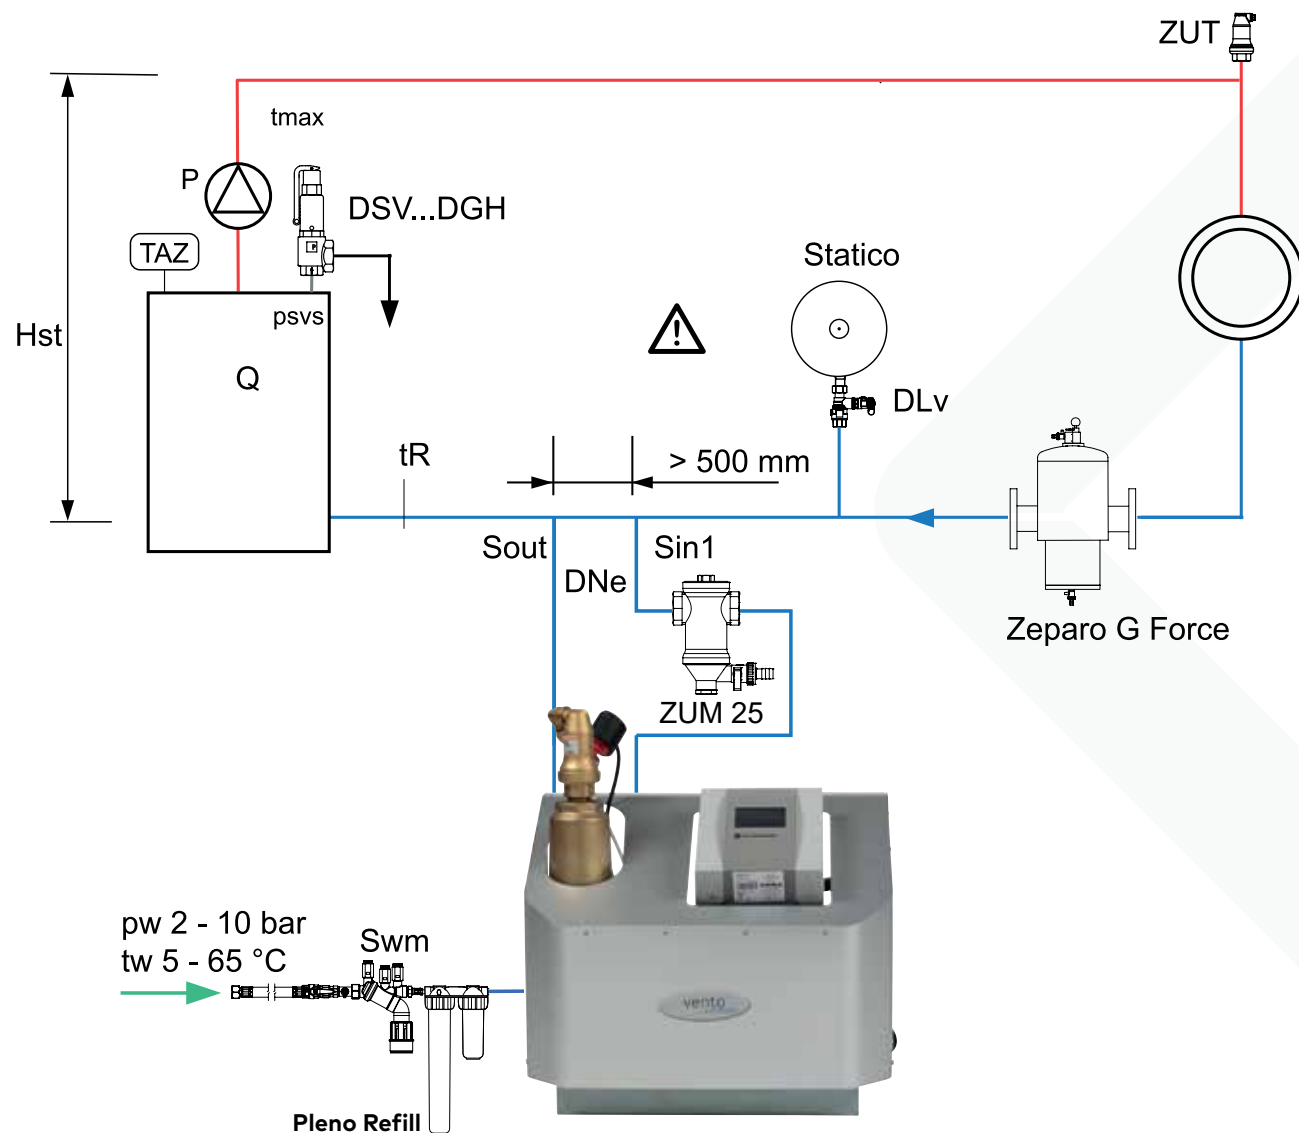 ZUT
tmax
P
DSV...DGH
TAZ
Statico
psvs
Hst
Q
DLv
tR
> 500 mm
Sout
Sin1
DNe
Zeparo G Force
ZUM 25
pw 2 - 10 bar
tw 5 - 65 °C
Swm
vento
Pleno Refill